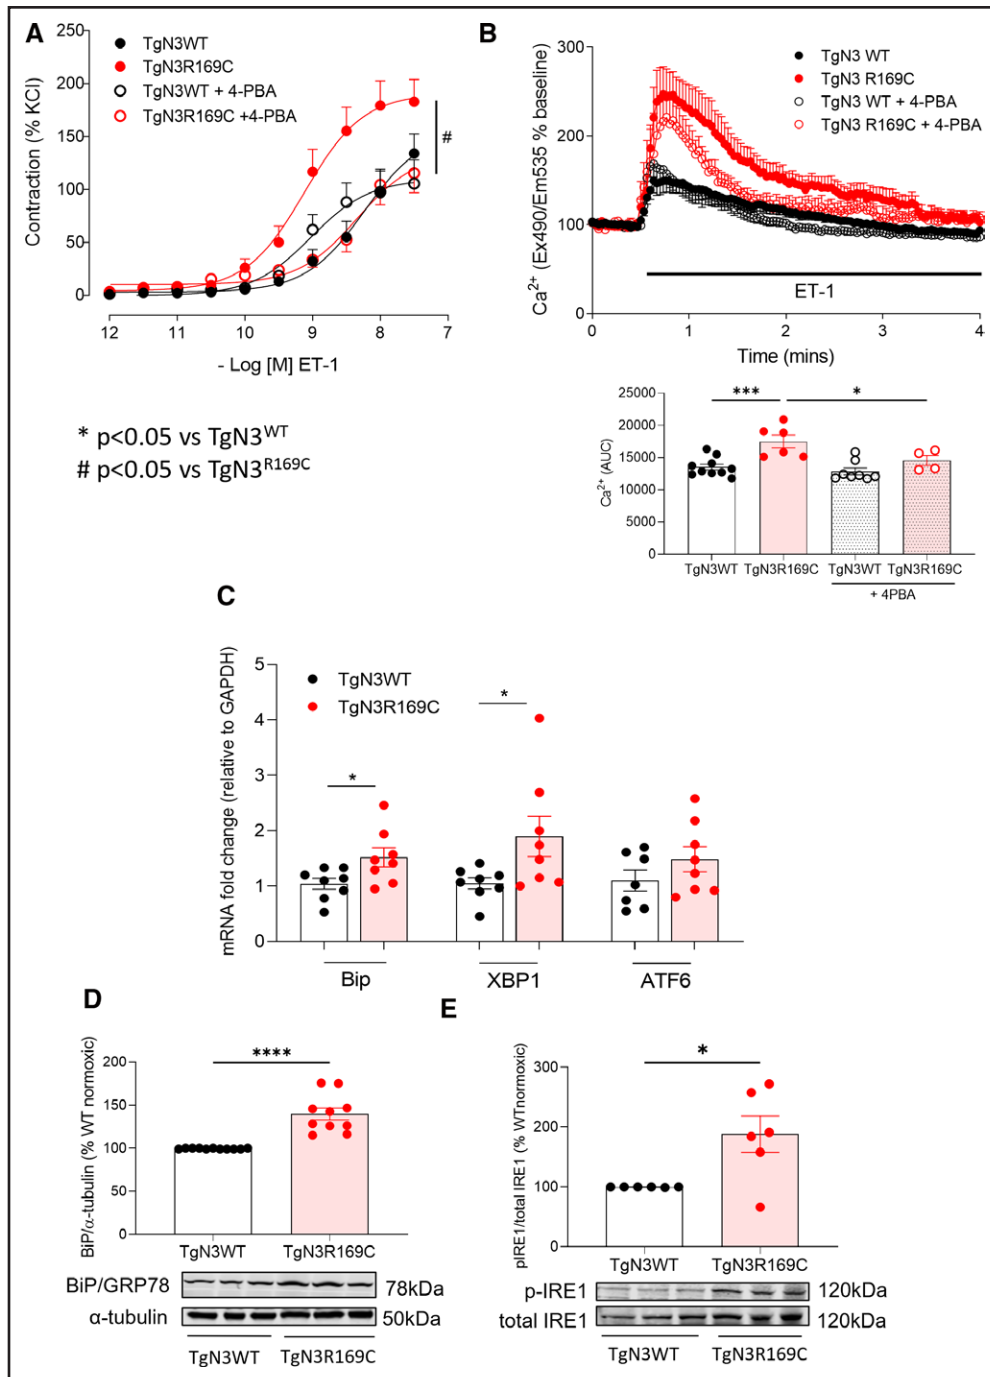 A
Contraction (% KCl)
250
200
150
100
50
0
12 11 10 9 8 7
- Log [M] ET-1
TgN3WT
TgN3R169C
TgN3WT + 4-PBA
TgN3R169C +4-PBA
#
* p<0.05 vs TgN3WT
# p<0.05 vs TgN3R169C
B
Ca2+ (Ex490/Em535 % baseline)
300
200
100
0
0 1 2 3 4
Time (mins)
TgN3 WT
TgN3 R169C
TgN3 WT + 4-PBA
TgN3 R169C + 4-PBA
ET-1
Ca2+ (AUC)
25000
20000
15000
10000
5000
0
*** *
TgN3WT TgN3R169C TgN3WT TgN3R169C
+ 4PBA
C
mRNA fold change (relative to GAPDH)
5
4
3
2
1
0
TgN3WT
TgN3R169C
*
*
Bip XBP1 ATF6
D
BiP/α-tubulin (% WT normoxic)
200
150
100
50
0
****
TgN3WT TgN3R169C
BiP/GRP78 78kDa
α-tubulin 50kDa
TgN3WT TgN3R169C
E
pIRE1/total IRE1 (% WTnormoxic)
300
200
100
0
*
TgN3WT TgN3R169C
p-IRE1 120kDa
total IRE1 120kDa
TgN3WT TgN3R169C